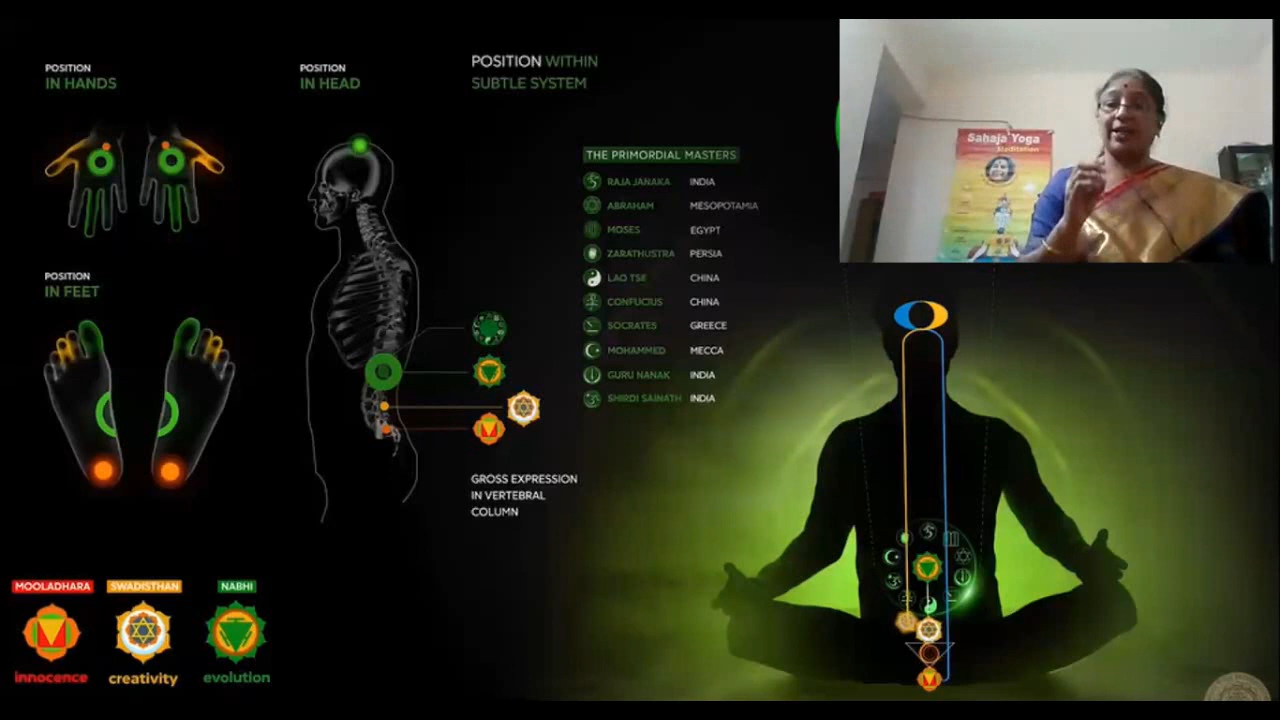 POSITION
IN HANDS
POSITION
IN HEAD
POSITION WITHIN
SUBTLE SYSTEM
POSITION
IN FEET
THE PRIMORDIAL MASTERS
RAJA JANAKA INDIA
ABRAHAM MESOPOTAMIA
MOSES EGYPT
ZARATHUSTRA PERSIA
LAO TSE CHINA
CONFUCIUS CHINA
SOCRATES GREECE
MOHAMMED MECCA
GURU NANAK INDIA
SHIRDI SAINATH INDIA
GROSS EXPRESSION
IN VERTEBRAL
COLUMN
MOOLADHARA SWADISTHAN NABHI
innocence creativity evolution
Sahaja Yoga
Meditation